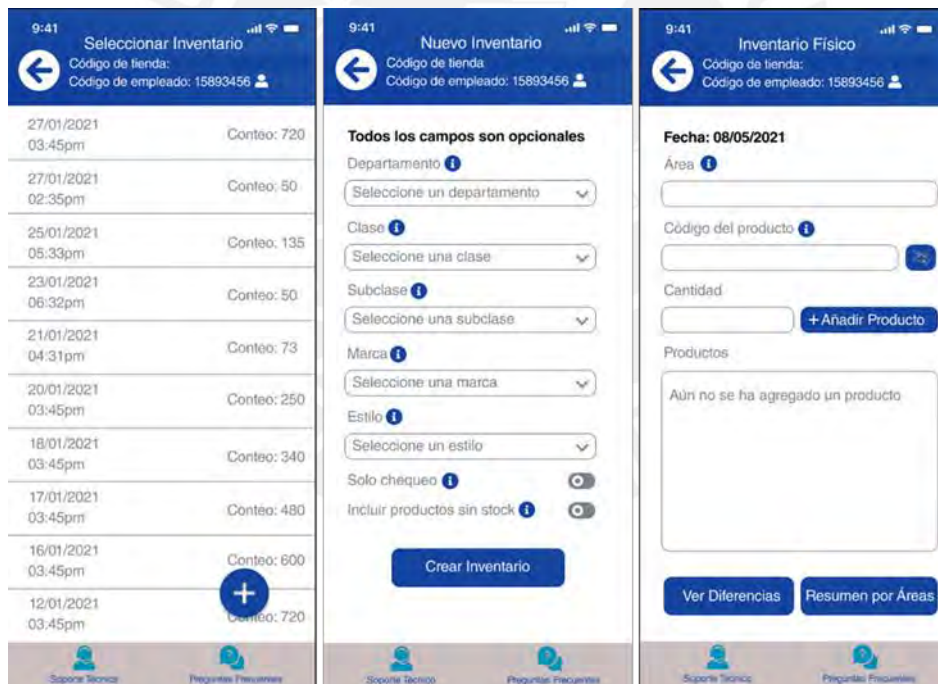 9:41
Seleccionar Inventario
Código de tienda:
Código de empleado: 15893456
27/01/2021
03:45pm
Conteo: 720
27/01/2021
02:35pm
Conteo: 50
25/01/2021
05:33pm
Conteo: 135
23/01/2021
06:32pm
Conteo: 50
21/01/2021
04:31pm
Conteo: 73
20/01/2021
03:45pm
Conteo: 250
18/01/2021
03:45pm
Conteo: 340
17/01/2021
03:45pm
Conteo: 480
16/01/2021
03:45pm
Conteo: 600
12/01/2021
03:45pm
Conteo: 720
+
Soporte Técnico
Preguntas Frecuentes
9:41
Nuevo Inventario
Código de tienda
Código de empleado: 15893456
Todos los campos son opcionales
Departamento
Seleccione un departamento
Clase
Seleccione una clase
Subclase
Seleccione una subclase
Marca
Seleccione una marca
Estilo
Seleccione un estilo
Solo chequeo
Incluir productos sin stock
Crear Inventario
Soporte Técnico
Preguntas Frecuentes
9:41
Inventario Físico
Código de tienda:
Código de empleado: 15893456
Fecha: 08/05/2021
Área
Código del producto
Cantidad
+Añadir Producto
Productos
Aún no se ha agregado un producto
Ver Diferencias
Resumen por Áreas
Soporte Técnico
Preguntas Frecuentes